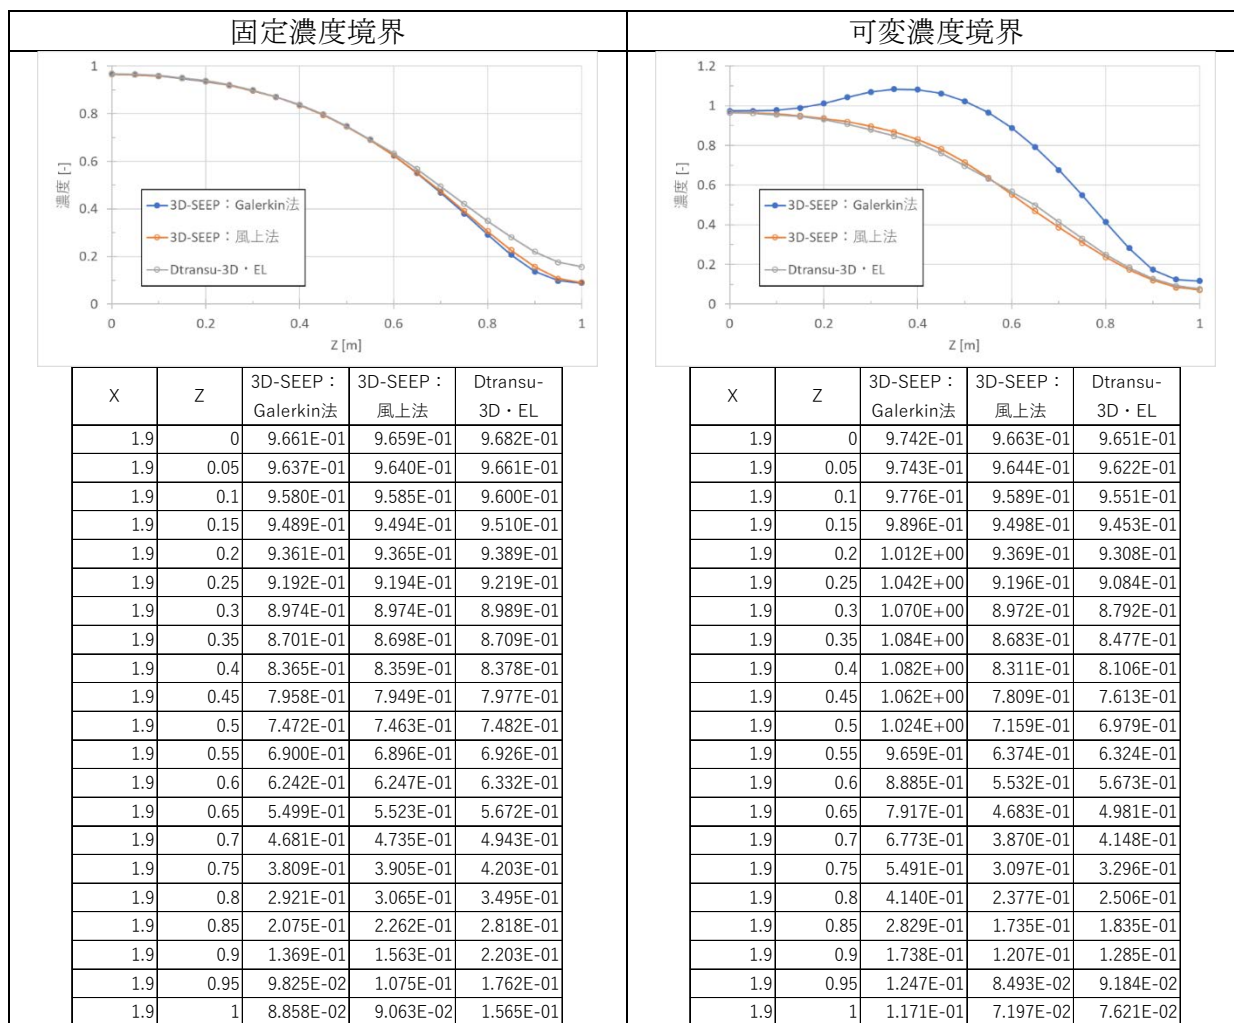 固定濃度境界
可変濃度境界
1
0.8
0.6
0.4
0.2
0
濃度 [-]
3D-SEEP：Galerkin法
3D-SEEP：風上法
Dtransu-3D・EL
0 0.2 0.4 0.6 0.8 1
Z [m]
1.2
1
0.8
0.6
0.4
0.2
0
濃度 [-]
3D-SEEP：Galerkin法
3D-SEEP：風上法
Dtransu-3D・EL
0 0.2 0.4 0.6 0.8 1
Z [m]
X Z 3D-SEEP： 3D-SEEP： Dtransu-
Galerkin法 風上法 3D・EL
1.9 0 9.661E-01 9.659E-01 9.682E-01
1.9 0.05 9.637E-01 9.640E-01 9.661E-01
1.9 0.1 9.580E-01 9.585E-01 9.600E-01
1.9 0.15 9.489E-01 9.494E-01 9.510E-01
1.9 0.2 9.361E-01 9.365E-01 9.389E-01
1.9 0.25 9.192E-01 9.194E-01 9.219E-01
1.9 0.3 8.974E-01 8.974E-01 8.989E-01
1.9 0.35 8.701E-01 8.698E-01 8.709E-01
1.9 0.4 8.365E-01 8.359E-01 8.378E-01
1.9 0.45 7.958E-01 7.949E-01 7.977E-01
1.9 0.5 7.472E-01 7.463E-01 7.482E-01
1.9 0.55 6.900E-01 6.896E-01 6.926E-01
1.9 0.6 6.242E-01 6.247E-01 6.332E-01
1.9 0.65 5.499E-01 5.523E-01 5.672E-01
1.9 0.7 4.681E-01 4.735E-01 4.943E-01
1.9 0.75 3.809E-01 3.905E-01 4.203E-01
1.9 0.8 2.921E-01 3.065E-01 3.495E-01
1.9 0.85 2.075E-01 2.262E-01 2.818E-01
1.9 0.9 1.369E-01 1.563E-01 2.203E-01
1.9 0.95 9.825E-02 1.075E-01 1.762E-01
1.9 1 8.858E-02 9.063E-02 1.565E-01
X Z 3D-SEEP： 3D-SEEP： Dtransu-
Galerkin法 風上法 3D・EL
1.9 0 9.742E-01 9.663E-01 9.651E-01
1.9 0.05 9.743E-01 9.644E-01 9.622E-01
1.9 0.1 9.776E-01 9.589E-01 9.551E-01
1.9 0.15 9.896E-01 9.498E-01 9.453E-01
1.9 0.2 1.012E+00 9.369E-01 9.308E-01
1.9 0.25 1.042E+00 9.196E-01 9.084E-01
1.9 0.3 1.070E+00 8.972E-01 8.792E-01
1.9 0.35 1.084E+00 8.683E-01 8.477E-01
1.9 0.4 1.082E+00 8.311E-01 8.106E-01
1.9 0.45 1.062E+00 7.809E-01 7.613E-01
1.9 0.5 1.024E+00 7.159E-01 6.979E-01
1.9 0.55 9.659E-01 6.374E-01 6.324E-01
1.9 0.6 8.885E-01 5.532E-01 5.673E-01
1.9 0.65 7.917E-01 4.683E-01 4.981E-01
1.9 0.7 6.773E-01 3.870E-01 4.148E-01
1.9 0.75 5.491E-01 3.097E-01 3.296E-01
1.9 0.8 4.140E-01 2.377E-01 2.506E-01
1.9 0.85 2.829E-01 1.735E-01 1.835E-01
1.9 0.9 1.738E-01 1.207E-01 1.285E-01
1.9 0.95 1.247E-01 8.493E-02 9.184E-02
1.9 1 1.171E-01 7.197E-02 7.621E-02